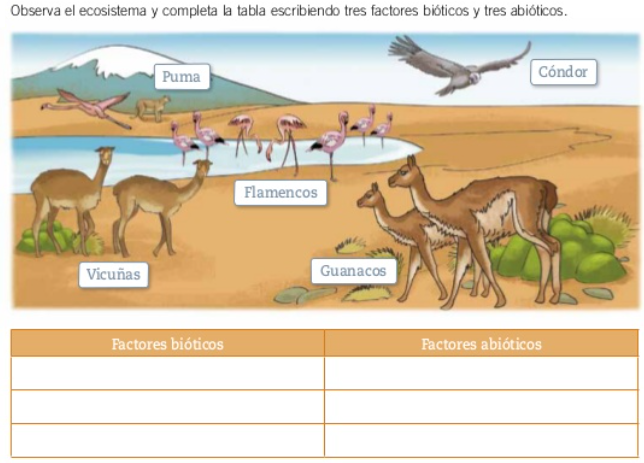 Observa el ecosistema y completa la tabla escribiendo tres factores bióticos y tres abióticos.
Puma
Cóndor
Flamencos
Vicuñas
Guanacos
Factores bióticos
Factores abióticos